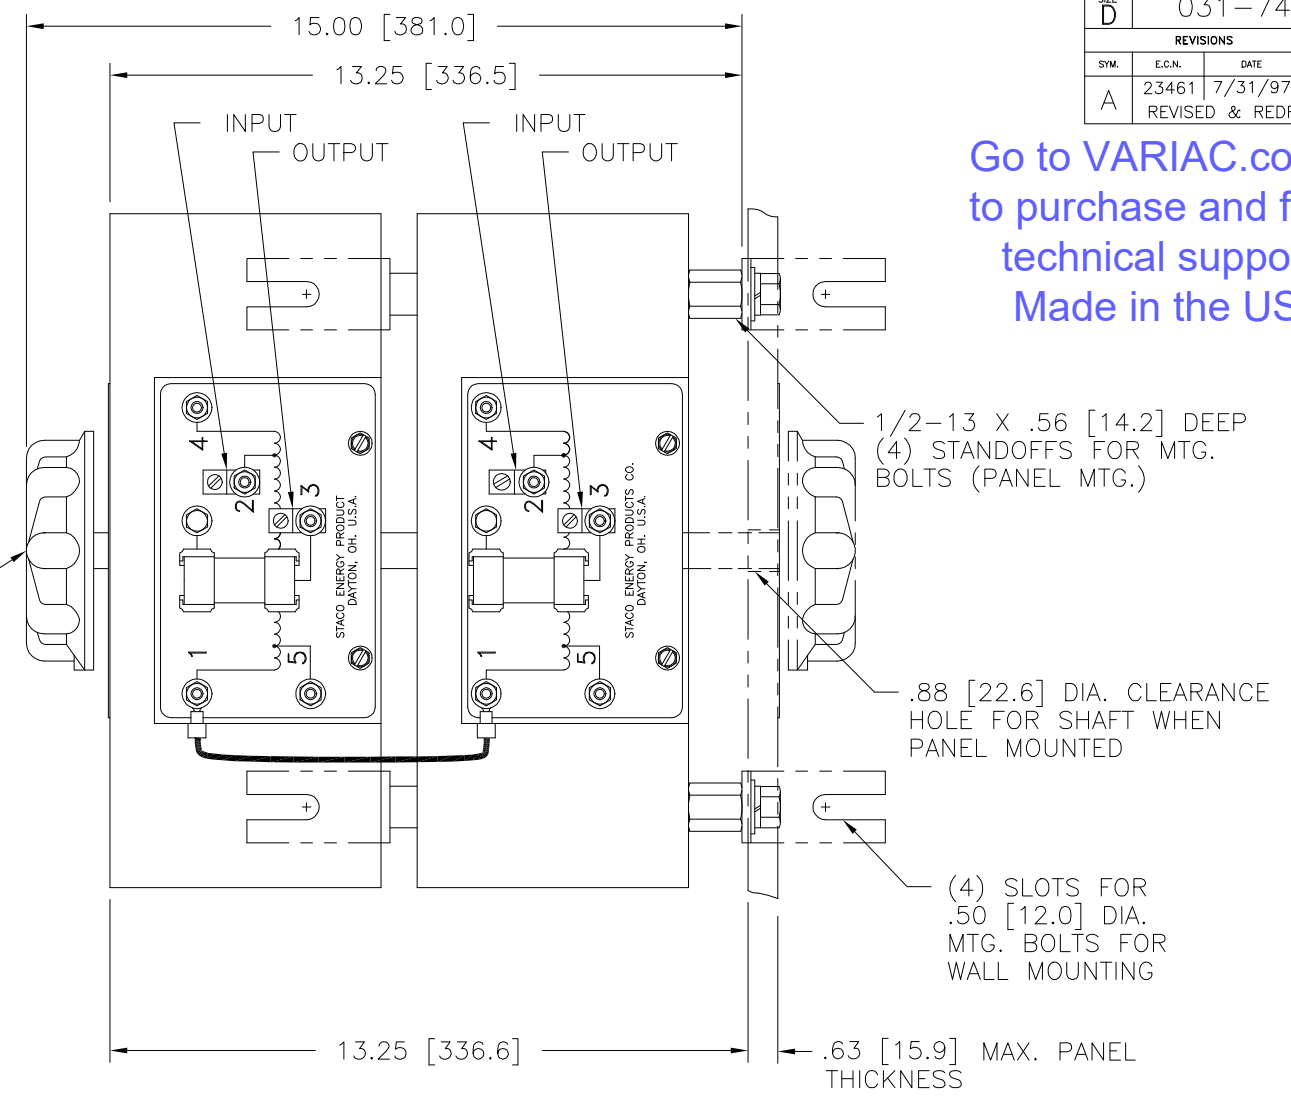 SIZE
D
031-74
REVISIONS
SYM.
E.C.N.
DATE
A
23461
7/31/97
REVISED & REDR
15.00 [381.0]
13.25 [336.5]
INPUT
OUTPUT
INPUT
OUTPUT
Go to VARIAC.co
to purchase and f
technical suppo
Made in the US
1/2-13 X .56 [14.2] DEEP
(4) STANDOFFS FOR MTG.
BOLTS (PANEL MTG.)
4
2
3
1
5
STACO ENERGY PRODUCT
DAYTON, OH. U.S.A.
4
2
3
1
5
STACO ENERGY PRODUCTS CO.
DAYTON, OH. U.S.A.
.88 [22.6] DIA. CLEARANCE
HOLE FOR SHAFT WHEN
PANEL MOUNTED
(4) SLOTS FOR
.50 [12.0] DIA.
MTG. BOLTS FOR
WALL MOUNTING
13.25 [336.6]
.63 [15.9] MAX. PANEL
THICKNESS